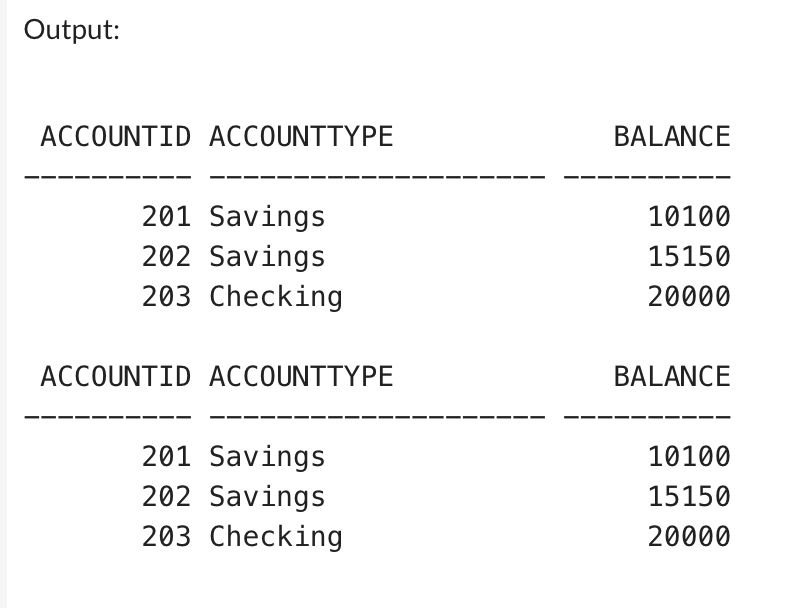 Output:
ACCOUNTID ACCOUNTTYPE BALANCE
---------- -------------------- ----------
201 Savings 10100
202 Savings 15150
203 Checking 20000
ACCOUNTID ACCOUNTTYPE BALANCE
---------- -------------------- ----------
201 Savings 10100
202 Savings 15150
203 Checking 20000